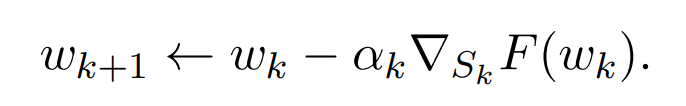 w_{k+1} ← w_k − α_k ∇_{S_k} F(w_k).